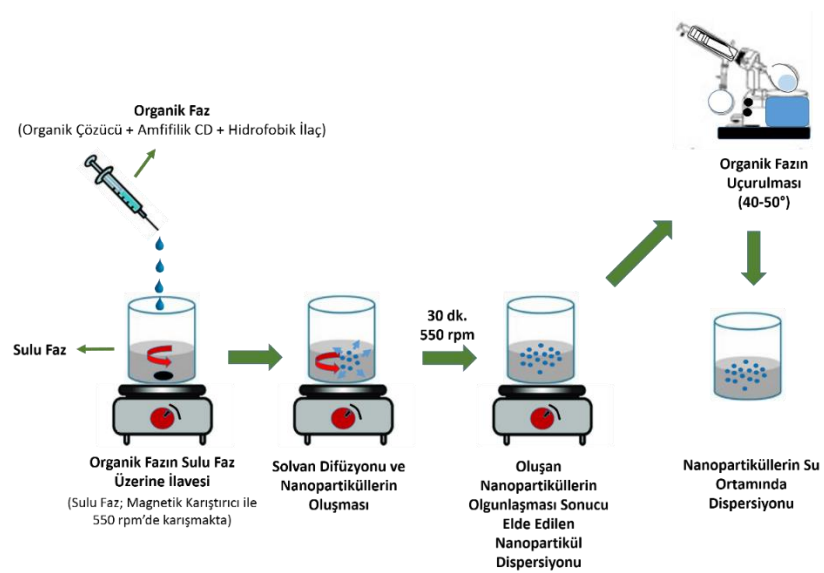 Organik Faz
(Organik Çözücü + Amfifilik CD + Hidrofobik İlaç)
Sulu Faz
Organik Fazın Sulu Faz
Üzerine İlavesi
(Sulu Faz; Magnetik Karıştırıcı ile
550 rpm’de karışmakta)
Solvan Difüzyonu ve
Nanopartiküllerin
Oluşması
30 dk.
550 rpm
Oluşan
Nanopartiküllerin
Olgunlaşması Sonucu
Elde Edilen
Nanopartikül
Dispersiyonu
Organik Fazın
Uçurulması
(40-50°)
Nanopartiküllerin Su
Ortamında
Dispersiyonu